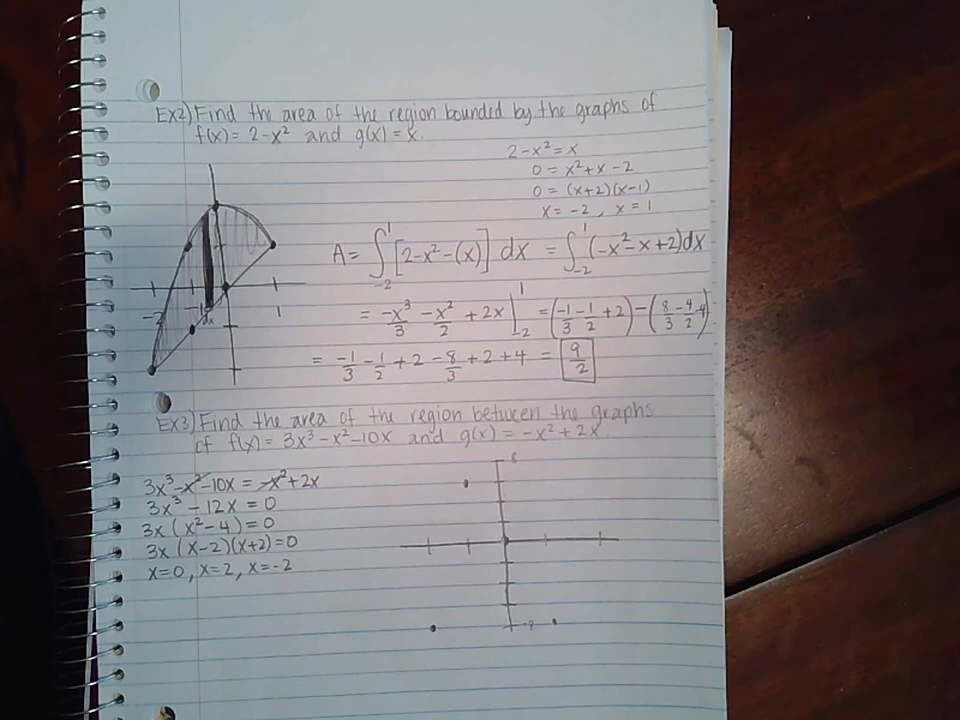 Ex2) Find the area of the region bounded by the graphs of
f(x) = 2-x² and g(x) = x.
2-x² = x
0 = x²+x-2
0 = (x+2)(x-1)
x = -2, x = 1
A = ∫₋₂¹ [2-x²-(x)] dx = ∫₋₂¹ (-x²-x+2)dx
-2 -1 1
dx
= -x³/3 - x²/2 + 2x |₋₂¹ = (-1/3 - 1/2 + 2) - (8/3 - 4/2 - 4)
= -1/3 - 1/2 + 2 - 8/3 + 2 + 4 = 9/2
Ex3) Find the area of the region between the graphs
of f(x) = 3x³-x²-10x and g(x) = -x²+2x
8
3x³-x²-10x = -x²+2x
3x³-12x = 0
3x(x²-4)=0
3x(x-2)(x+2)=0
x=0, x=2, x=-2